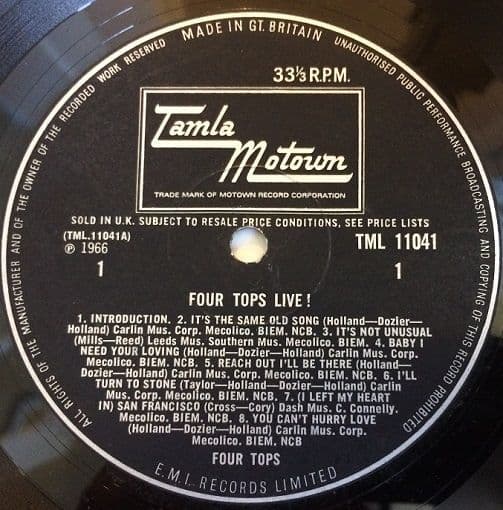 MADE IN GT. BRITAIN
ALL RIGHTS OF THE MANUFACTURER AND OF THE OWNER OF THE RECORDED WORK RESERVED
UNAUTHORISED PUBLIC PERFORMANCE BROADCASTING AND COPYING OF THIS RECORD PROHIBITED
33⅓ R.P.M.
Tamla
Motown
TRADE MARK OF MOTOWN RECORD CORPORATION
SOLD IN U.K. SUBJECT TO RESALE PRICE CONDITIONS, SEE PRICE LISTS
(TML.11041A)
℗ 1966
1
TML 11041
1
FOUR TOPS LIVE !
1. INTRODUCTION. 2. IT'S THE SAME OLD SONG (Holland—Dozier—
Holland) Carlin Mus. Corp. Mecolico. BIEM. NCB. 3. IT'S NOT UNUSUAL
(Mills—Reed) Leeds Mus. Southern Mus. Mecolico. BIEM. 4. BABY I
NEED YOUR LOVING (Holland—Dozier—Holland) Carlin Mus. Corp.
Mecolico. BIEM. NCB. 5. REACH OUT I'LL BE THERE (Holland—
Dozier—Holland) Carlin Mus. Corp. Mecolico. BIEM. NCB. 6. I'LL
TURN TO STONE (Taylor—Holland—Dozier—Holland) Carlin
Mus. Corp. Mecolico. BIEM. NCB. 7. (I LEFT MY HEART
IN) SAN FRANCISCO (Cross—Cory) Dash Mus. C. Connelly.
Mecolico. BIEM. 8. YOU CAN'T HURRY LOVE
(Holland—Dozier—Holland) Carlin Mus. Corp.
Mecolico. BIEM. NCB
FOUR TOPS
E.M.I. RECORDS LIMITED